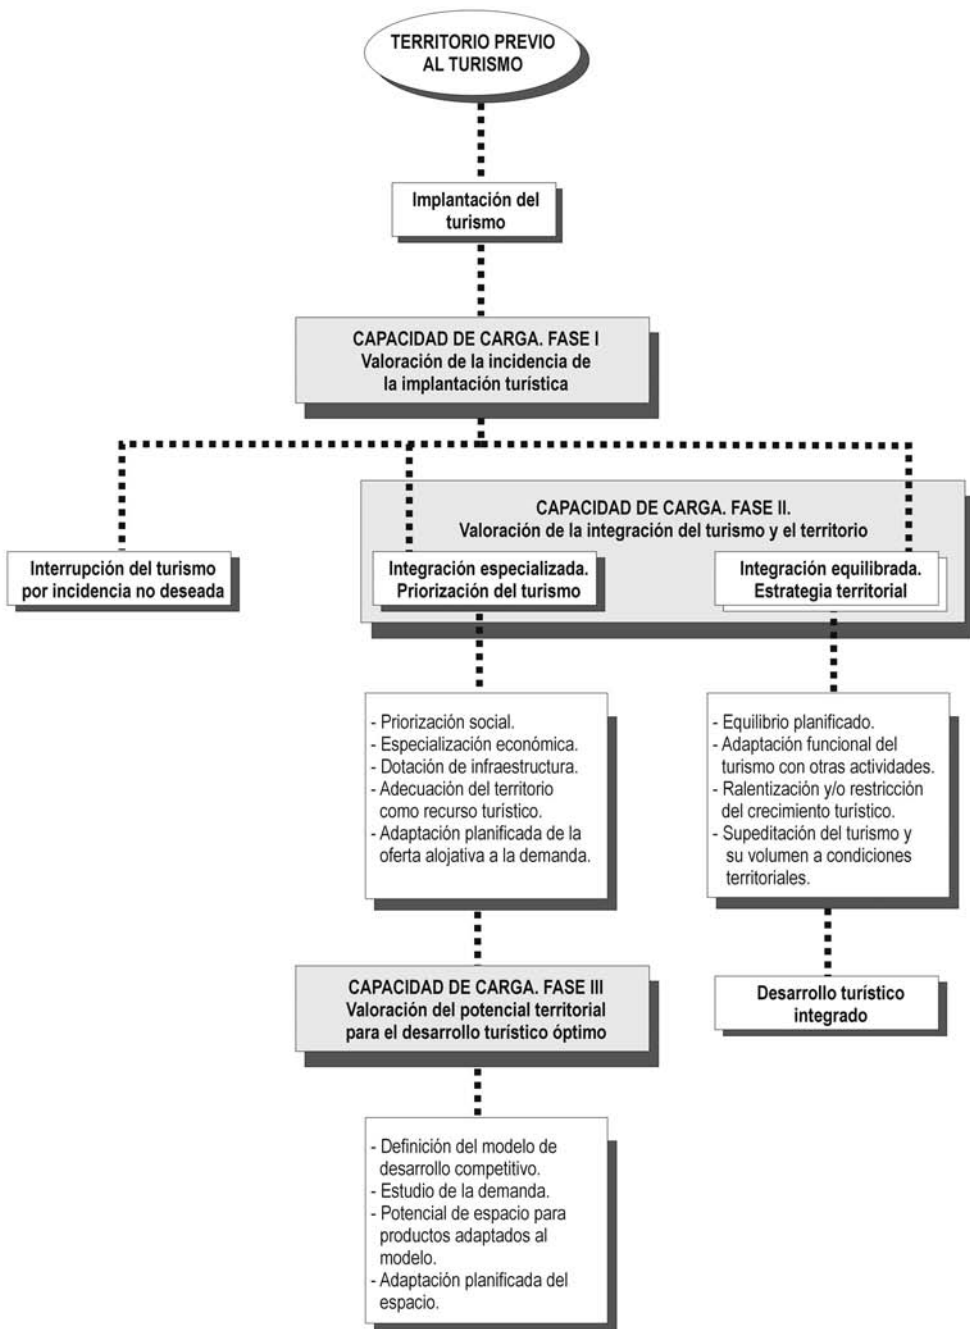 TERRITORIO PREVIO
AL TURISMO
Implantación del
turismo
CAPACIDAD DE CARGA. FASE I
Valoración de la incidencia de
la implantación turística
CAPACIDAD DE CARGA. FASE II.
Valoración de la integración del turismo y el territorio
Interrupción del turismo
por incidencia no deseada
Integración especializada.
Priorización del turismo
Integración equilibrada.
Estrategia territorial
- Priorización social.
- Especialización económica.
- Dotación de infraestructura.
- Adecuación del territorio
como recurso turístico.
- Adaptación planificada de la
oferta alojativa a la demanda.
- Equilibrio planificado.
- Adaptación funcional del
turismo con otras actividades.
- Ralentización y/o restricción
del crecimiento turístico.
- Supeditación del turismo y
su volumen a condiciones
territoriales.
CAPACIDAD DE CARGA. FASE III
Valoración del potencial territorial
para el desarrollo turístico óptimo
Desarrollo turístico
integrado
- Definición del modelo de
desarrollo competitivo.
- Estudio de la demanda.
- Potencial de espacio para
productos adaptados al
modelo.
- Adaptación planificada del
espacio.